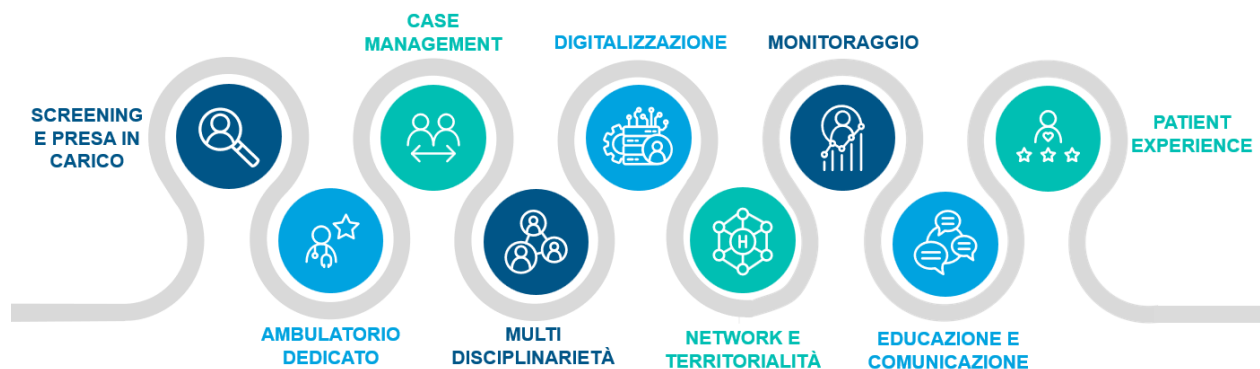 SCREENING
E PRESA IN
CARICO
AMBULATORIO
DEDICATO
CASE
MANAGEMENT
MULTI
DISCIPLINARIETÀ
DIGITALIZZAZIONE
NETWORK E
TERRITORIALITÀ
H
MONITORAGGIO
EDUCAZIONE E
COMUNICAZIONE
PATIENT
EXPERIENCE